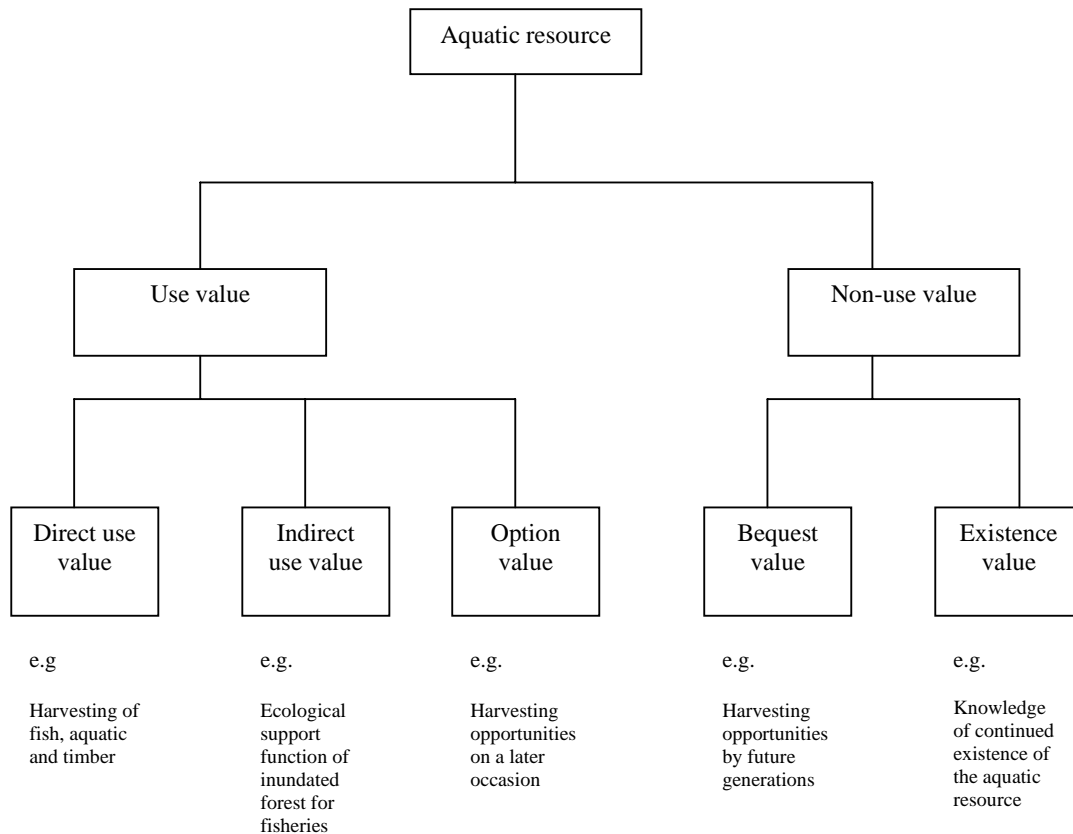 Aquatic resource
Use value
Non-use value
Direct use
value
Indirect
use value
Option
value
Bequest
value
Existence
value
e.g
Harvesting of
fish, aquatic
and timber
e.g.
Ecological
support
function of
inundated
forest for
fisheries
e.g.
Harvesting
opportunities
on a later
occasion
e.g.
Harvesting
opportunities
by future
generations
e.g.
Knowledge
of continued
existence of
the aquatic
resource